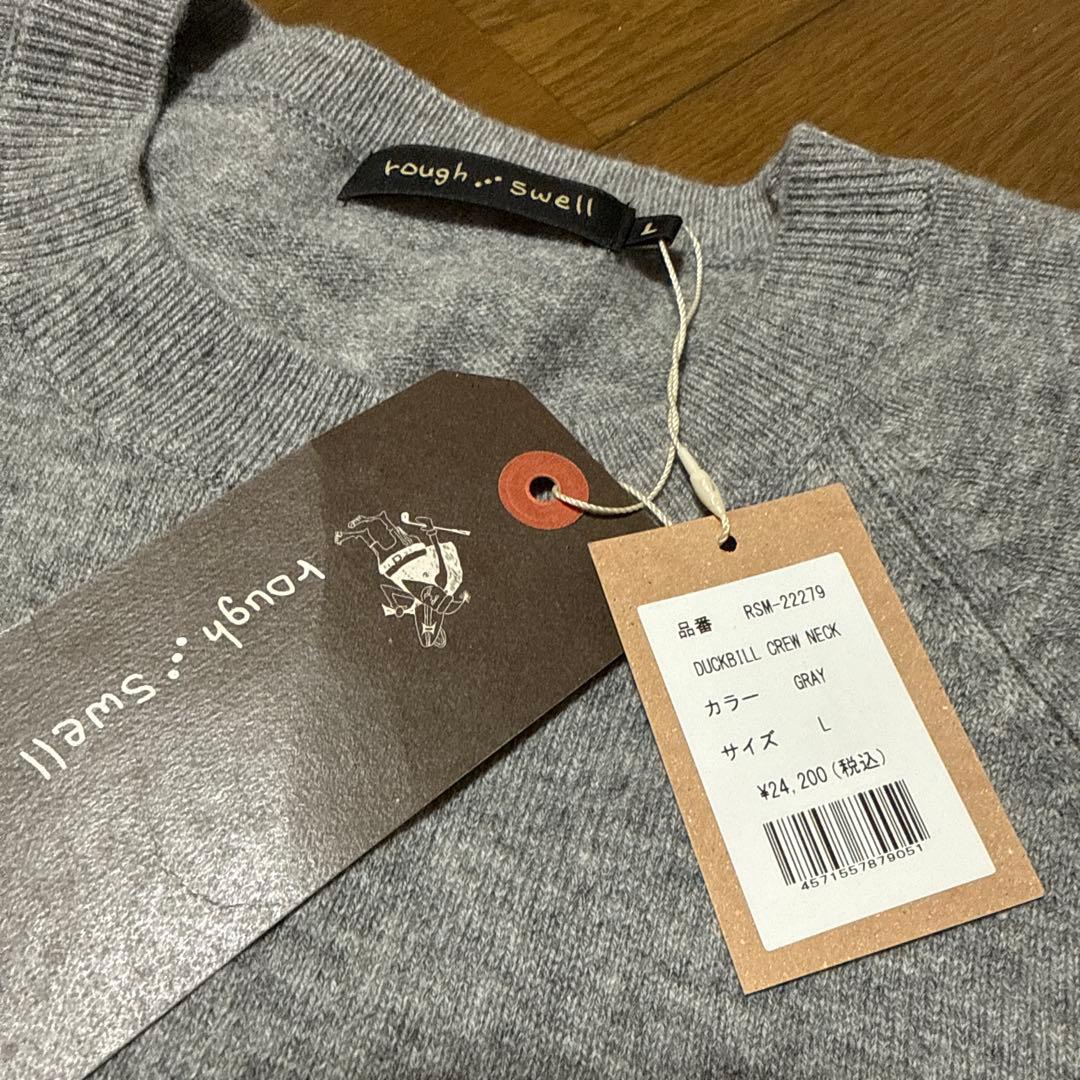 rough... swell
L
rough... swell
品番 RSM-22279
DUCKBILL CREW NECK
カラー GRAY
サイズ L
¥24,200(税込)
4571557879051